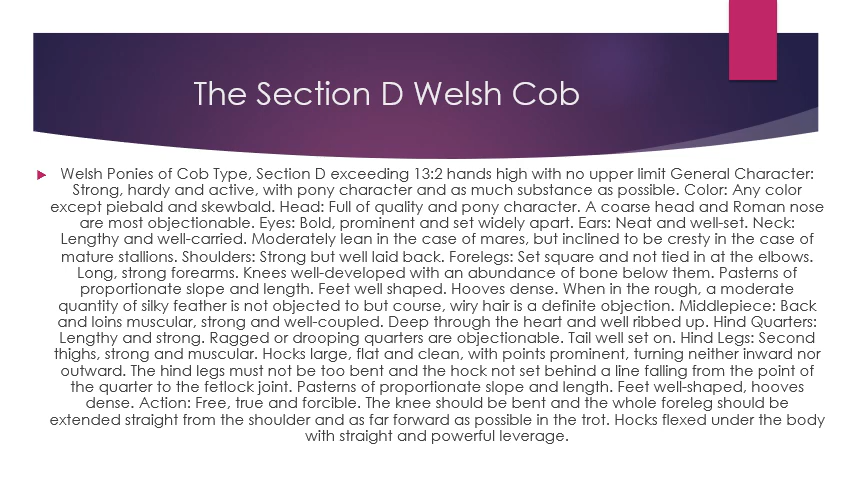 The Section D Welsh Cob
Welsh Ponies of Cob Type, Section D exceeding 13:2 hands high with no upper limit General Character:
Strong, hardy and active, with pony character and as much substance as possible. Color: Any color
except piebald and skewbald. Head: Full of quality and pony character. A coarse head and Roman nose
are most objectionable. Eyes: Bold, prominent and set widely apart. Ears: Neat and well-set. Neck:
Lengthy and well-carried. Moderately lean in the case of mares, but inclined to be cresty in the case of
mature stallions. Shoulders: Strong but well laid back. Forelegs: Set square and not tied in at the elbows.
Long, strong forearms. Knees well-developed with an abundance of bone below them. Pasterns of
proportionate slope and length. Feet well shaped. Hooves dense. When in the rough, a moderate
quantity of silky feather is not objected to but course, wiry hair is a definite objection. Middlepiece: Back
and loins muscular, strong and well-coupled. Deep through the heart and well ribbed up. Hind Quarters:
Lengthy and strong. Ragged or drooping quarters are objectionable. Tail well set on. Hind Legs: Second
thighs, strong and muscular. Hocks large, flat and clean, with points prominent, turning neither inward nor
outward. The hind legs must not be too bent and the hock not set behind a line falling from the point of
the quarter to the fetlock joint. Pasterns of proportionate slope and length. Feet well-shaped, hooves
dense. Action: Free, true and forcible. The knee should be bent and the whole foreleg should be
extended straight from the shoulder and as far forward as possible in the trot. Hocks flexed under the body
with straight and powerful leverage.